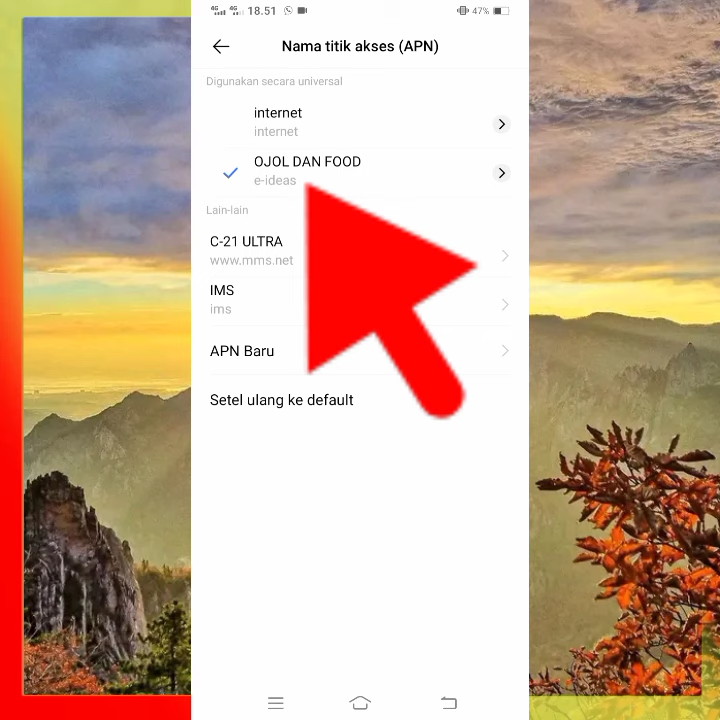 4G 4G 18.51 47%
Nama titik akses (APN)
Digunakan secara universal
internet
internet
OJOL DAN FOOD
e-ideas
Lain-lain
C-21 ULTRA
www.mms.net
IMS
ims
APN Baru
Setel ulang ke default